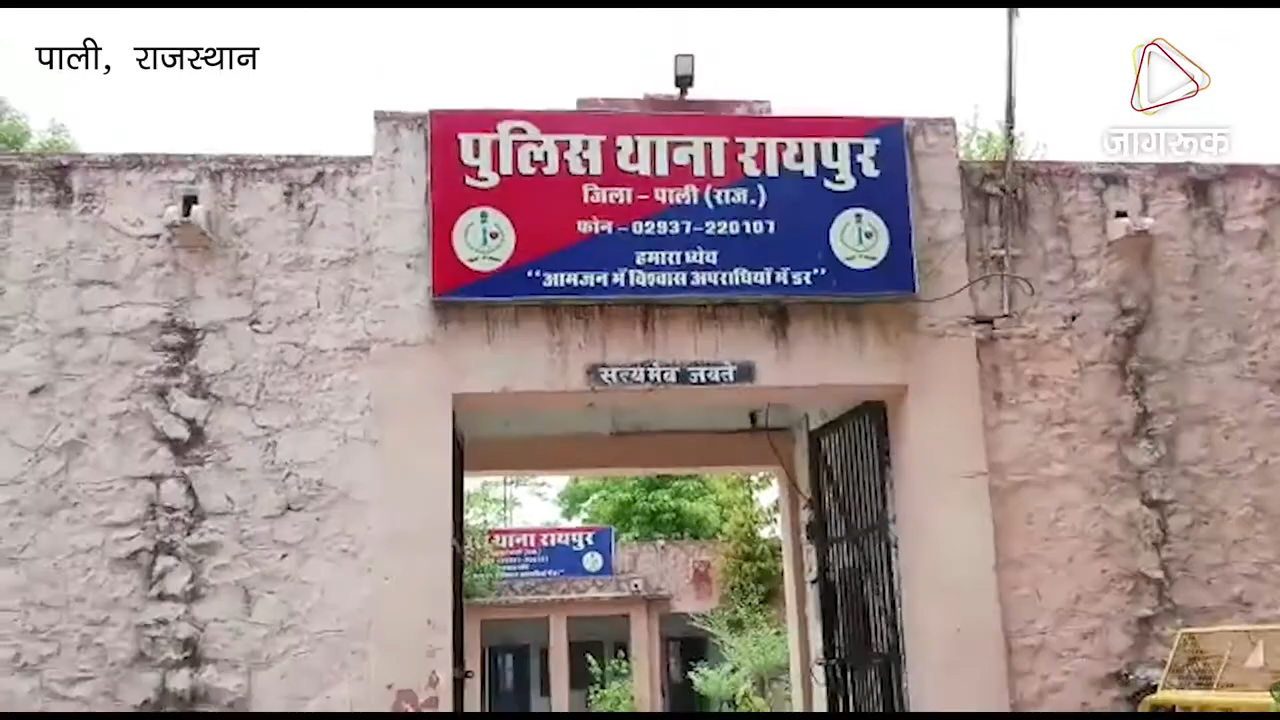 पाली, राजस्थान
जागरूक
पुलिस थाना रायपुर
जिला - पाली (राज.)
फोन - 02937-220107
हमारा ध्येय
"आमजन में विश्वास अपराधियों में डर"
सत्यमेव जयते
थाना रायपुर